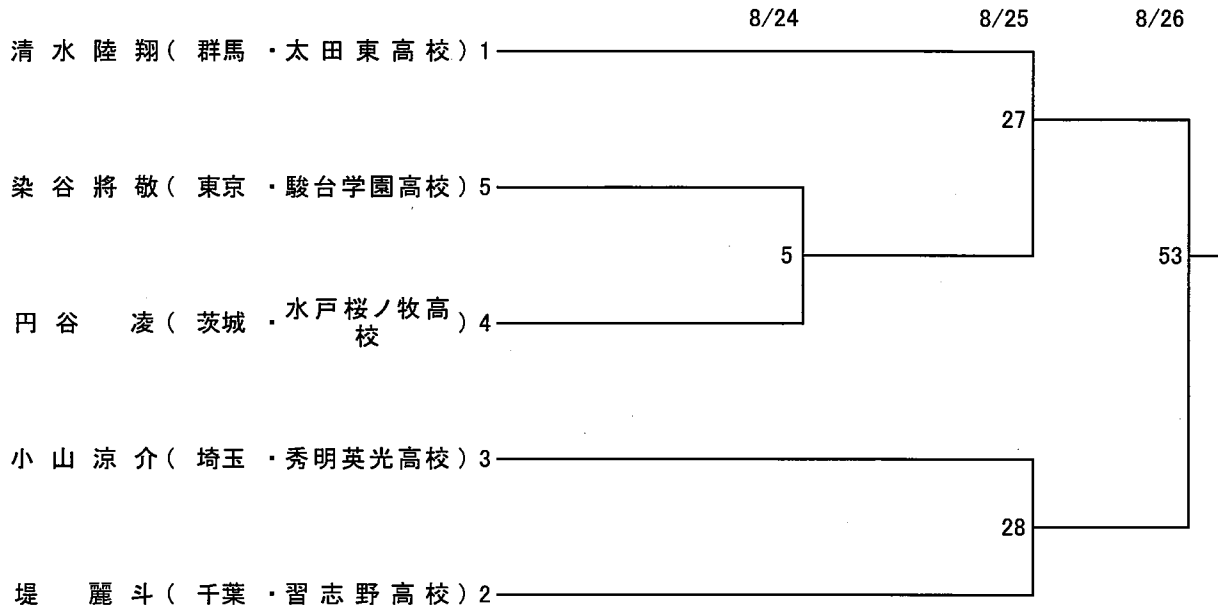 8/24 8/25 8/26
清水陸翔(群馬・太田東高校)1
27
染谷將敬(東京・駿台学園高校)5
5 53
円谷 凌(茨城・水戸桜ノ牧高校)4
小山涼介(埼玉・秀明英光高校)3
28
堤 麗斗(千葉・習志野高校)2